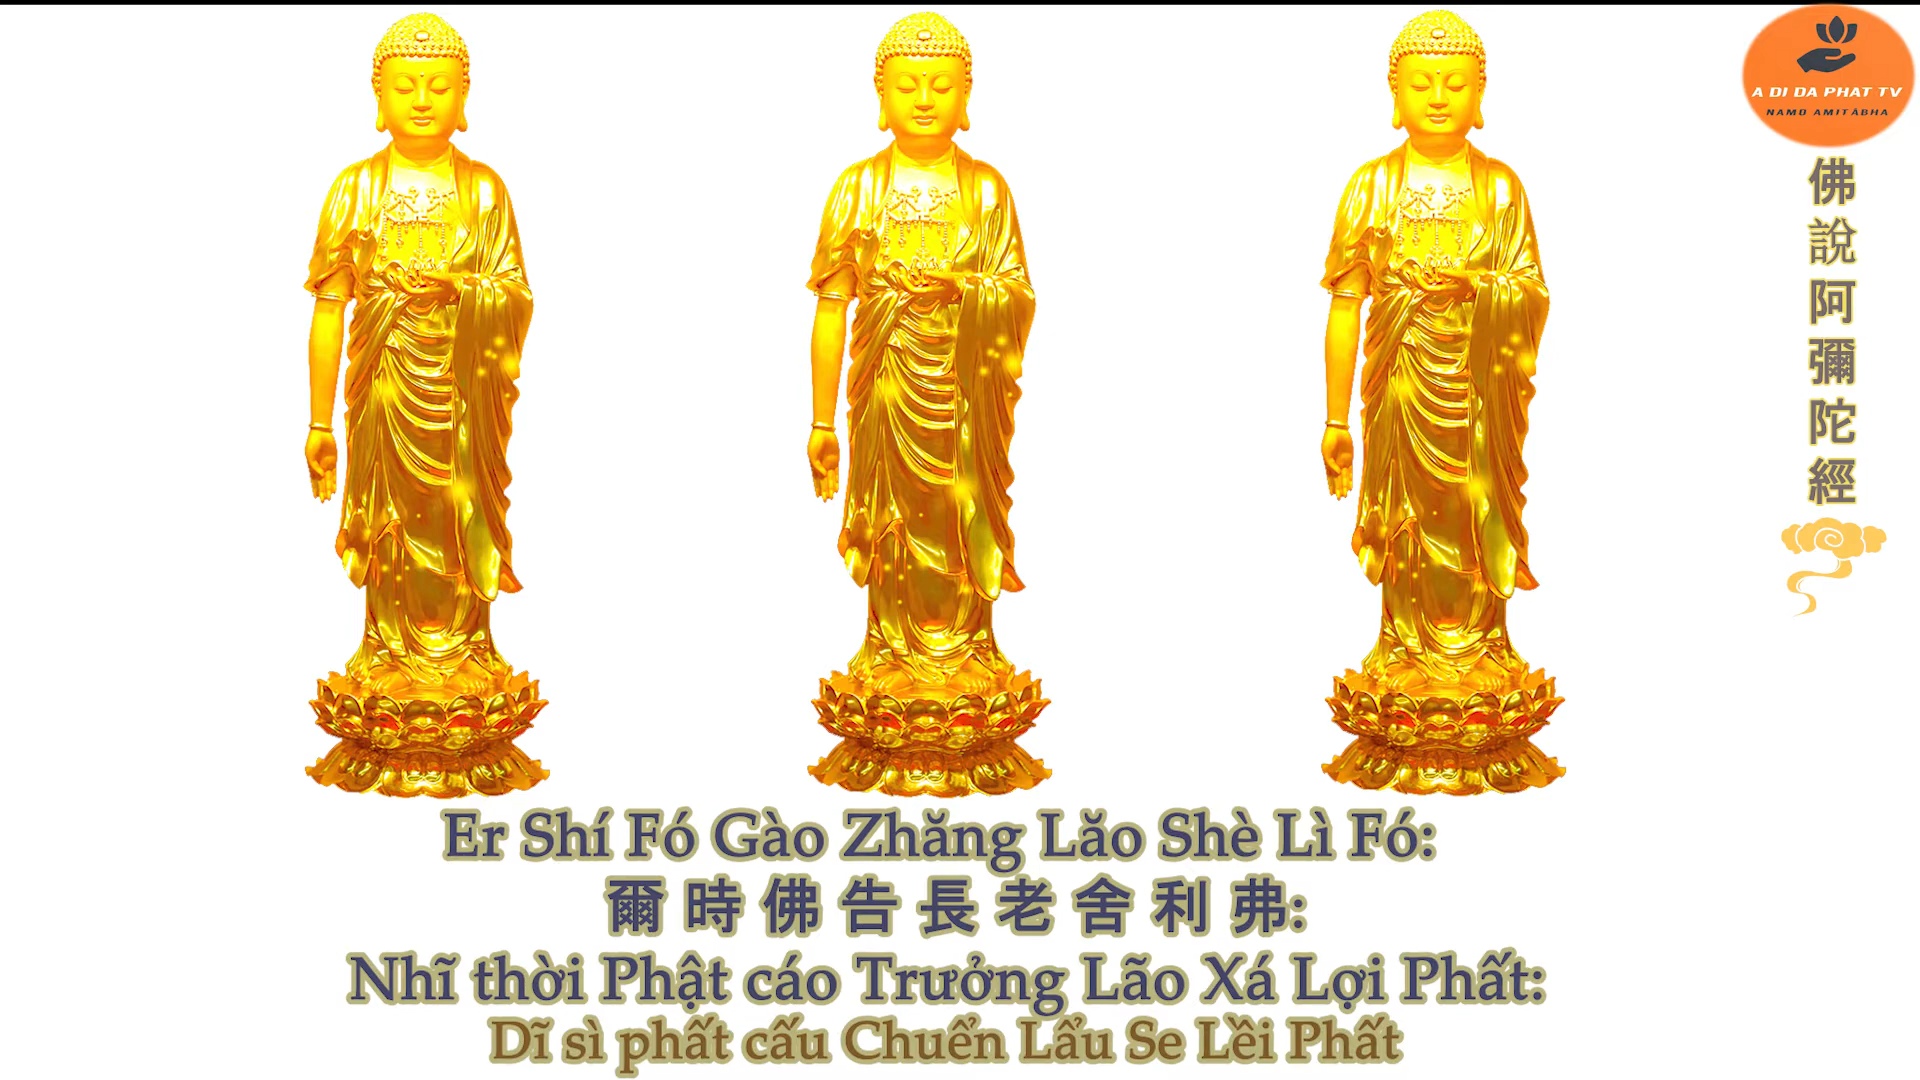 A DI DA PHAT TV
NAMO AMITÂBHA
佛說阿彌陀經
Er Shí Fó Gào Zhăng Lăo Shè Lì Fó:
爾 時 佛 告 長 老 舍 利 弗:
Nhĩ thời Phật cáo Trưởng Lão Xá Lợi Phất:
Dĩ sì phất cấu Chuển Lẩu Se Lềi Phất